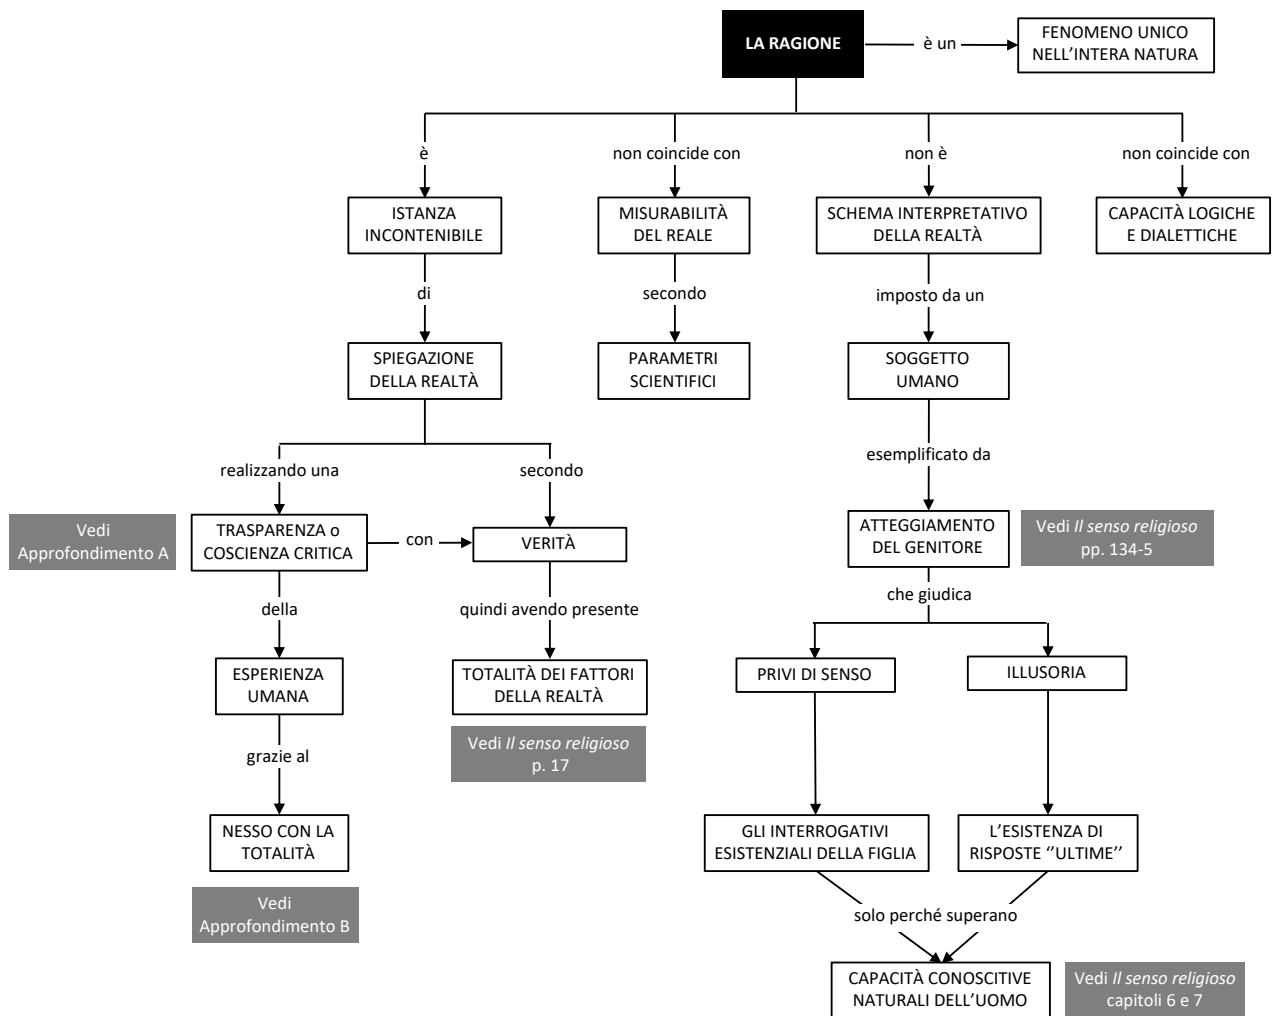 LA RAGIONE
è un
FENOMENO UNICO
NELL’INTERA NATURA
è
non coincide con
non è
non coincide con
ISTANZA
INCONTENIBILE
MISURABILITÀ
DEL REALE
SCHEMA INTERPRETATIVO
DELLA REALTÀ
CAPACITÀ LOGICHE
E DIALETTICHE
di
secondo
imposto da un
SPIEGAZIONE
DELLA REALTÀ
PARAMETRI
SCIENTIFICI
SOGGETTO
UMANO
realizzando una
secondo
esemplificato da
Vedi
Approfondimento A
TRASPARENZA o
COSCIENZA CRITICA
con
VERITÀ
ATTEGGIAMENTO
DEL GENITORE
Vedi Il senso religioso
pp. 134-5
della
quindi avendo presente
che giudica
ESPERIENZA
UMANA
TOTALITÀ DEI FATTORI
DELLA REALTÀ
PRIVI DI SENSO
ILLUSORIA
Vedi Il senso religioso
p. 17
grazie al
NESSO CON LA
TOTALITÀ
GLI INTERROGATIVI
ESISTENZIALI DELLA FIGLIA
L’ESISTENZA DI
RISPOSTE ‘‘ULTIME’’
Vedi
Approfondimento B
solo perché superano
CAPACITÀ CONOSCITIVE
NATURALI DELL’UOMO
Vedi Il senso religioso
capitoli 6 e 7